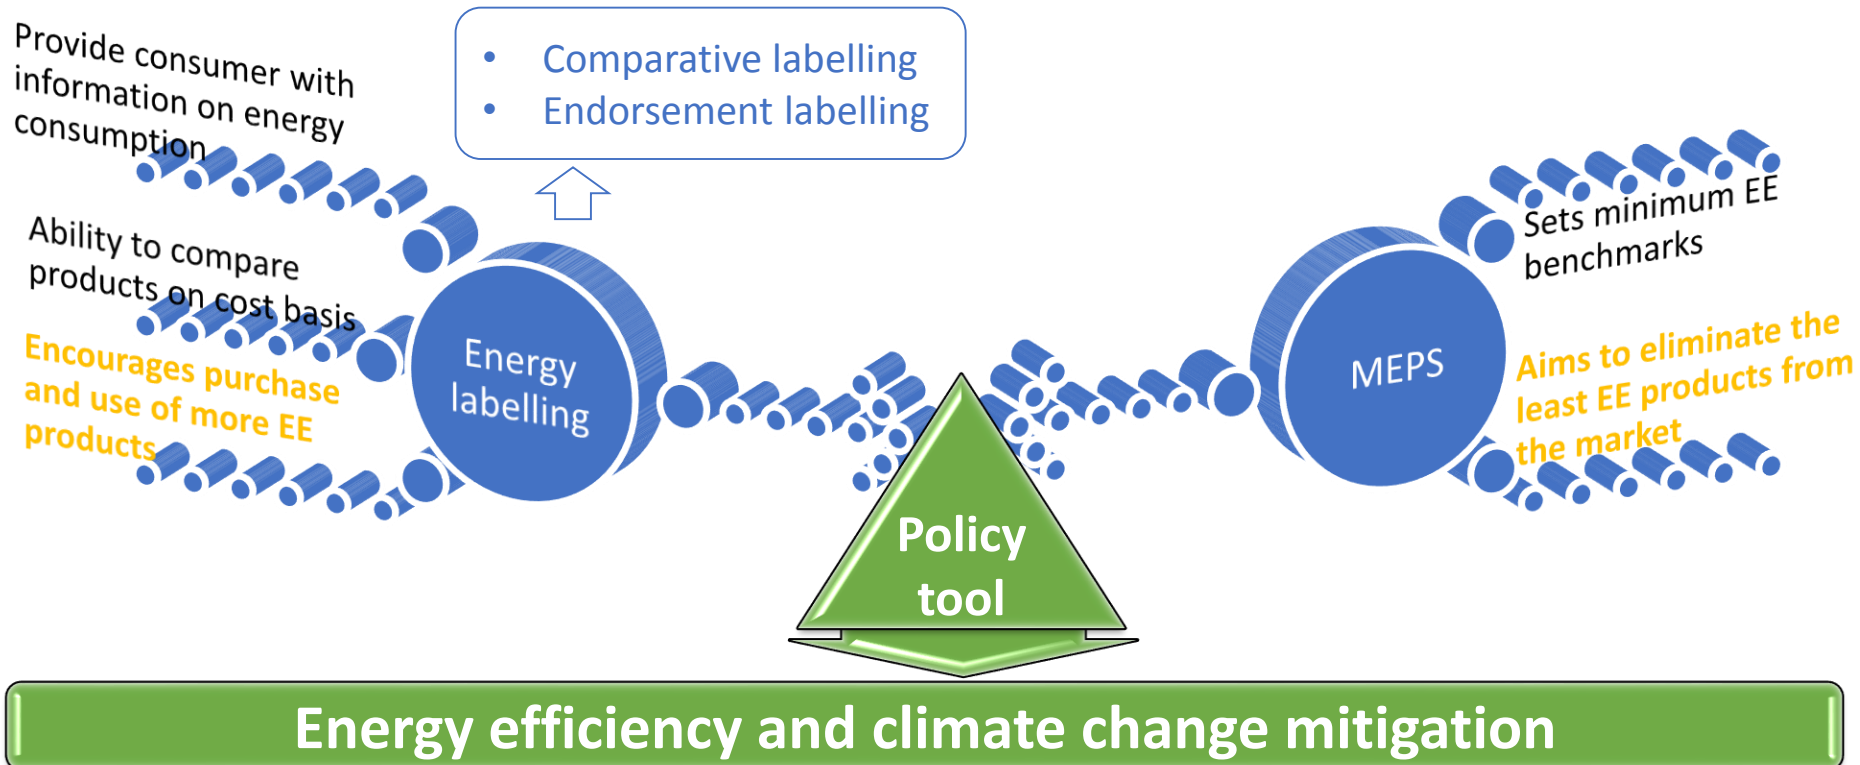 Provide consumer with
information on energy
consumption
• Comparative labelling
• Endorsement labelling
Ability to compare
products on cost basis
Encourages purchase
and use of more EE
products
Energy
labelling
MEPS
Sets minimum EE
benchmarks
Aims to eliminate the
least EE products from
the market
Policy
tool
Energy efficiency and climate change mitigation